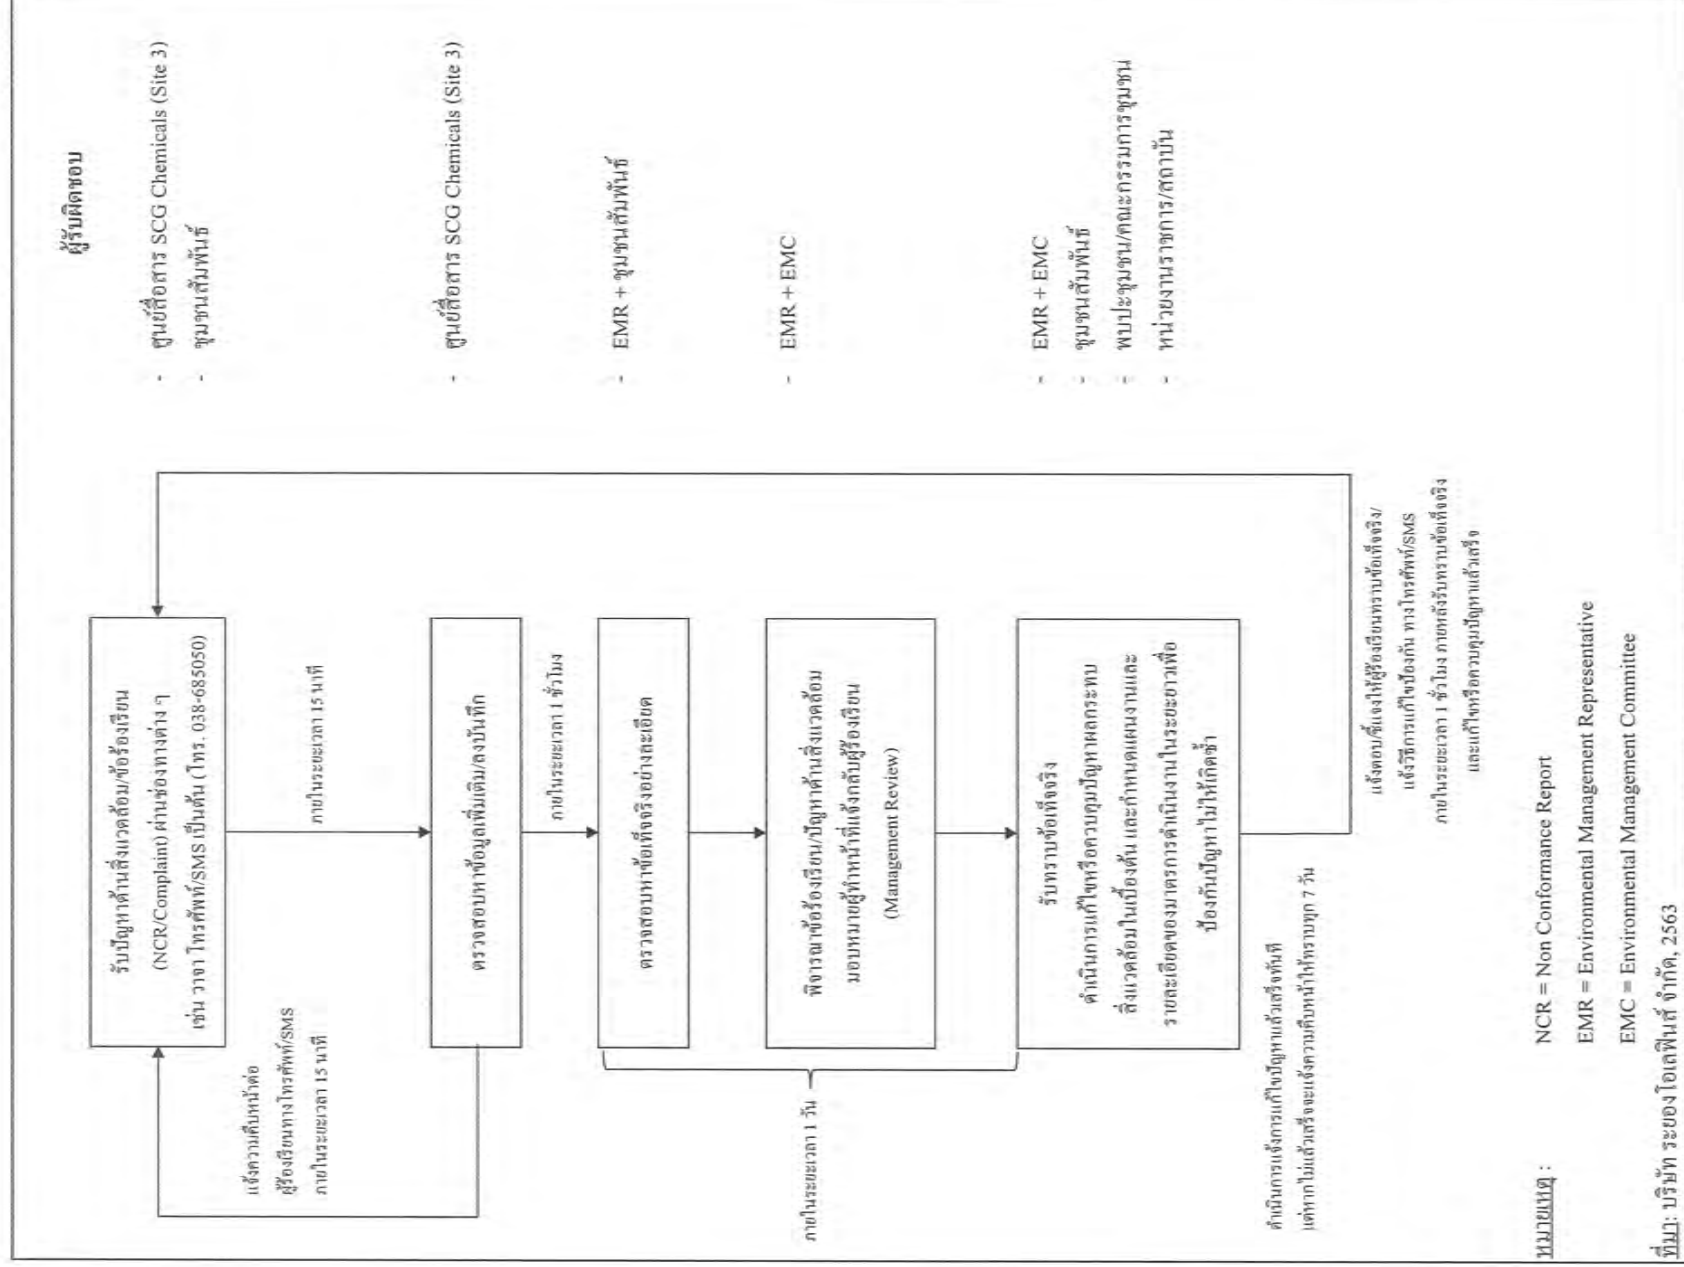 ผู้รับผิดชอบ
รับปัญหาด้านสิ่งแวดล้อม/ข้อร้องเรียน
(NCR/Complaint) ผ่านช่องทางต่าง ๆ
เช่น วาจา โทรศัพท์/SMS เป็นต้น (โทร. 038-685050)
- ศูนย์สื่อสาร SCG Chemicals (Site 3)
- ชุมชนสัมพันธ์
แจ้งความคืบหน้าต่อ
ผู้ร้องเรียนทางโทรศัพท์/SMS
ภายในระยะเวลา 15 นาที
ภายในระยะเวลา 15 นาที
ตรวจสอบหาข้อมูลเพิ่มเติม/ลงบันทึก
- ศูนย์สื่อสาร SCG Chemicals (Site 3)
ภายในระยะเวลา 1 ชั่วโมง
ตรวจสอบหาข้อเท็จจริงอย่างละเอียด
- EMR + ชุมชนสัมพันธ์
ภายในระยะเวลา 1 วัน
พิจารณาข้อร้องเรียน/ปัญหาด้านสิ่งแวดล้อม
มอบหมายผู้ทำหน้าที่แจ้งกลับผู้ร้องเรียน
(Management Review)
- EMR + EMC
รับทราบข้อเท็จจริง
ดำเนินการแก้ไขหรือควบคุมปัญหาผลกระทบ
สิ่งแวดล้อมในเบื้องต้น และกำหนดแผนงานและ
รายละเอียดของมาตรการดำเนินงานในระยะยาวเพื่อ
ป้องกันปัญหาไม่ให้เกิดซ้ำ
- EMR + EMC
- ชุมชนสัมพันธ์
- พบประชุมชน/คณะกรรมการชุมชน
- หน่วยงานราชการ/สถาบัน
ดำเนินการแจ้งการแก้ไขปัญหาแล้วเสร็จทันที
แต่หากไม่แล้วเสร็จจะแจ้งความคืบหน้าให้ทราบทุก 7 วัน
แจ้งตอบ/ชี้แจงให้ผู้ร้องเรียนทราบข้อเท็จจริง/
แจ้งวิธีการแก้ไขป้องกัน ทางโทรศัพท์/SMS
ภายในระยะเวลา 1 ชั่วโมง ภายหลังรับทราบข้อเท็จจริง
และแก้ไขหรือควบคุมปัญหาแล้วเสร็จ
หมายเหตุ : NCR = Non Conformance Report
EMR = Environmental Management Representative
EMC = Environmental Management Committee
ที่มา: บริษัท ระยองโอเลฟินส์ จำกัด, 2563